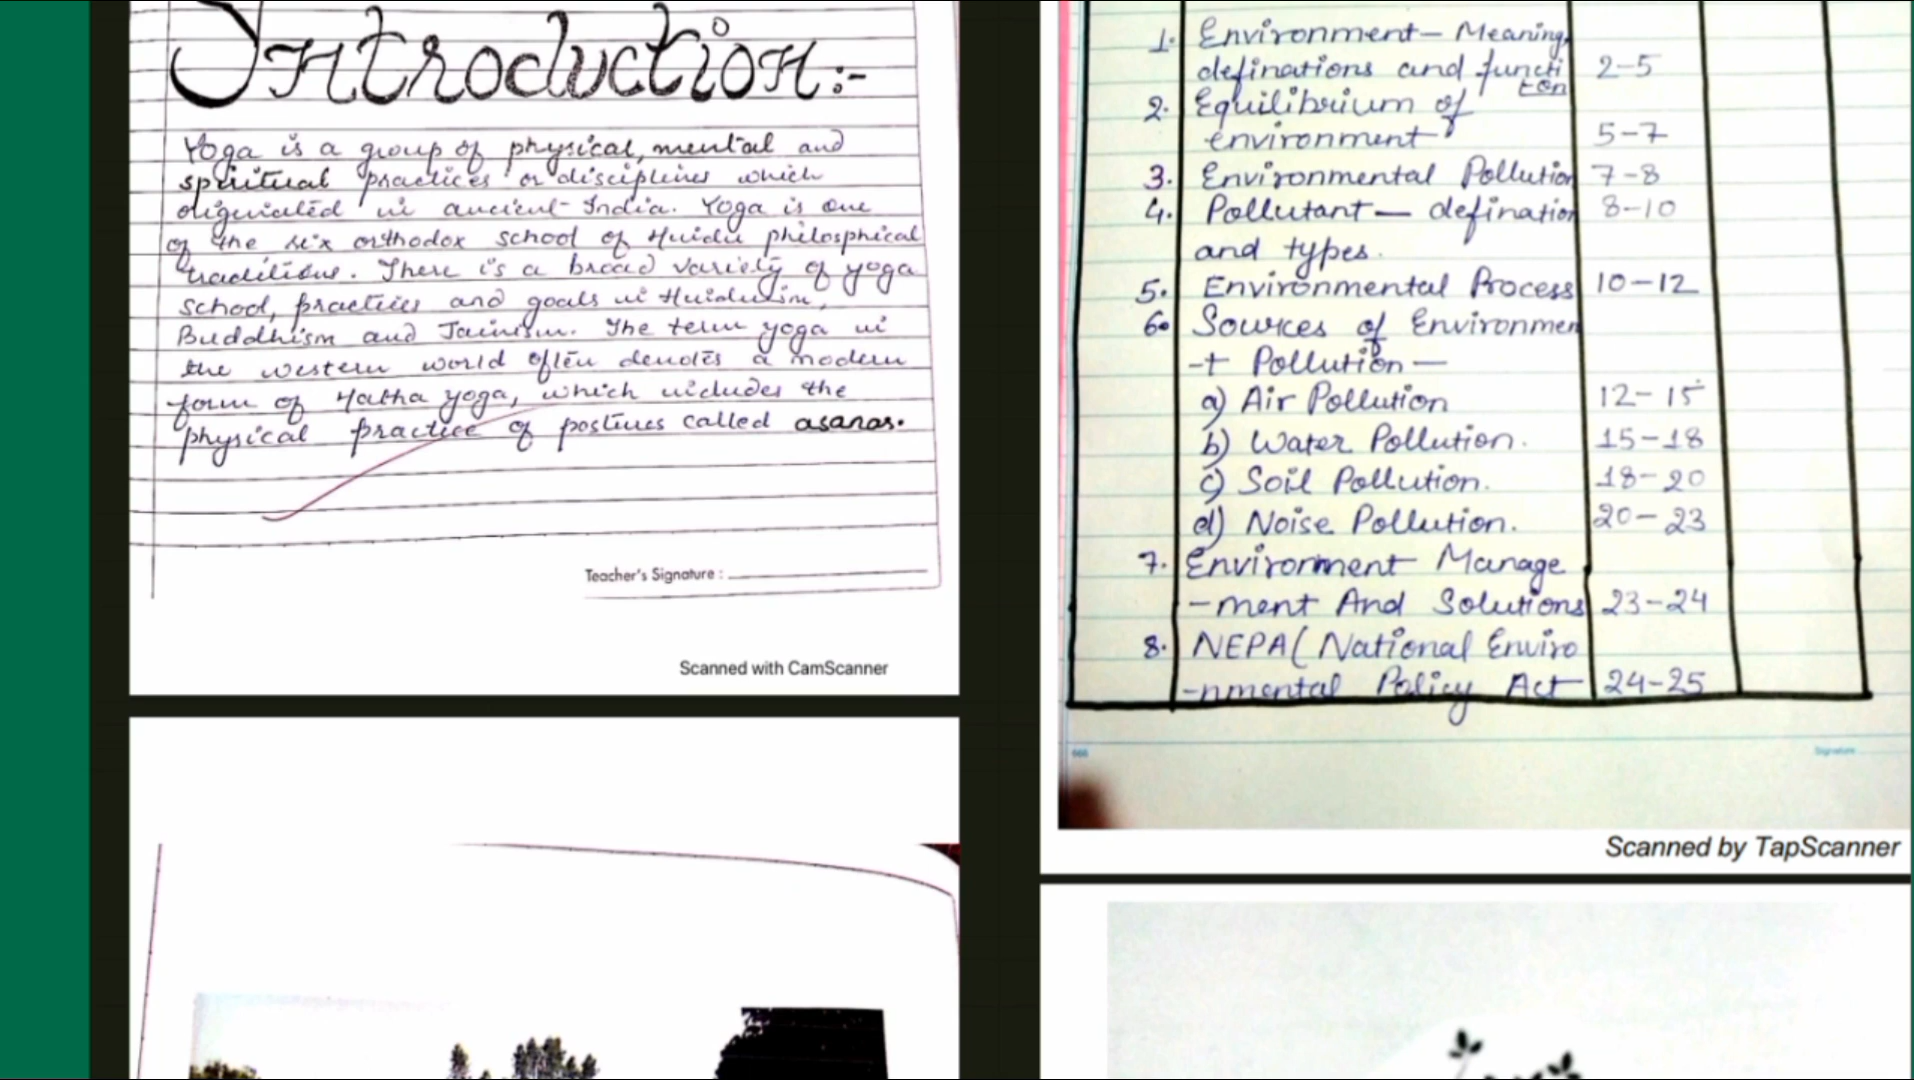 Introduction:-
Yoga is a group of physical, mental and
spiritual practices or disciplines which
originated in ancient India. Yoga is one
of the six orthodox school of Hindu philosphical
traditions. There is a broad variety of yoga
school, practices and goals in Hinduism,
Buddhism and Jainism. The term yoga in
the western world often denotes a modern
form of Hatha yoga, which includes the
physical practice of postures called asanas.
Teacher's Signature :
Scanned with CamScanner
1. Environment— Meaning,
definations and functi 2-5
ion
2. Equilibrium of
environment 5-7
3. Environmental Pollution 7-8
4. Pollutant— defination 8-10
and types.
5. Environmental Process 10-12
6. Sources of Environmen
-t Pollution—
a) Air Pollution 12-15
b) Water Pollution. 15-18
c) Soil Pollution. 18-20
d) Noise Pollution. 20-23
7. Environment Manage
-ment And Solutions 23-24
8. NEPA( National Enviro
-nmental Policy Act 24-25
Signature
Scanned by TapScanner